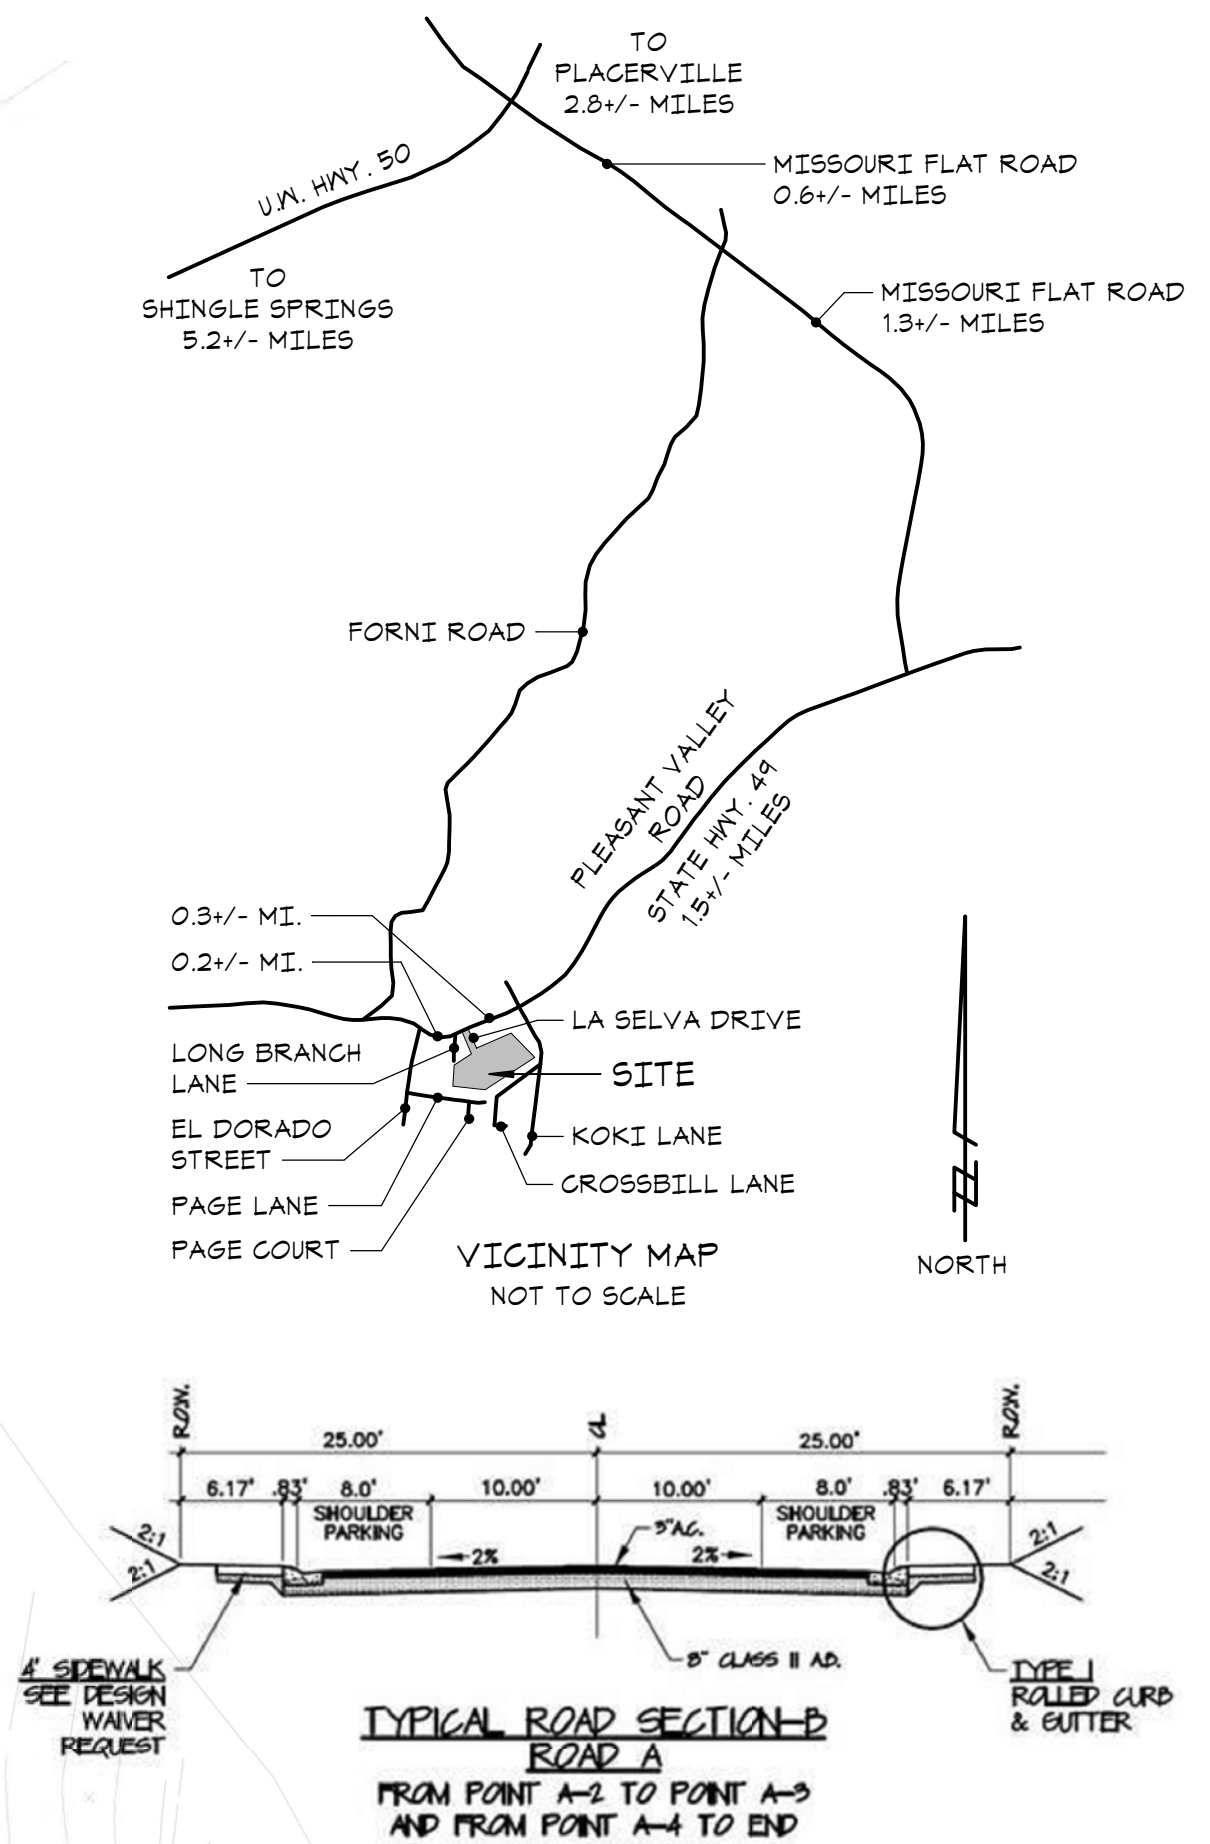 TO
PLACERVILLE
2.8+/- MILES
U.W. HWY. 50
MISSOURI FLAT ROAD
0.6+/- MILES
TO
SHINGLE SPRINGS
5.2+/- MILES
MISSOURI FLAT ROAD
1.3+/- MILES
FORNI ROAD
PLEASANT VALLEY
ROAD
STATE HWY. 49
1.5+/- MILES
0.3+/- MI.
0.2+/- MI.
LA SELVA DRIVE
LONG BRANCH
LANE
SITE
EL DORADO
STREET
KOKI LANE
CROSSBILL LANE
PAGE LANE
PAGE COURT
VICINITY MAP
NOT TO SCALE
NORTH
R.O.W.
CL
R.O.W.
25.00' 25.00'
6.17' .83' 8.0' 10.00' 10.00' 8.0' .83' 6.17'
SHOULDER
PARKING
SHOULDER
PARKING
3" A.C.
2:1
2:1
2%
2%
2:1
2:1
8" CLASS II A.B.
4' SIDEWALK
SEE DESIGN
WAIVER
REQUEST
TYPE 1
ROLLED CURB
& GUTTER
TYPICAL ROAD SECTION-B
ROAD A
FROM POINT A-2 TO POINT A-3
AND FROM POINT A-4 TO END